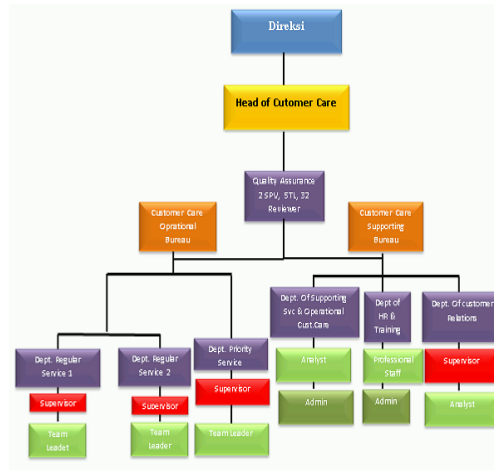 Direksi
Head of Cutomer Care
Quality Assurance
2 SPV, 5TL, 32
Reviewer
Customer Care
Oprational
Bureau
Customer Care
Supporting
Bureau
Dept. Of Supporting
Svc & Operational
Cust.Care
Dept of
HR &
Training
Dept. Of customer
Relations
Dept. Regular
Service 1
Dept. Regular
Service 2
Dept. Priority
Service
Analyst
Professional
Staff
Supervisor
Supervisor
Supervisor
Supervisor
Admin
Admin
Analyst
Team
Leadet
Team
Leader
Team Leader